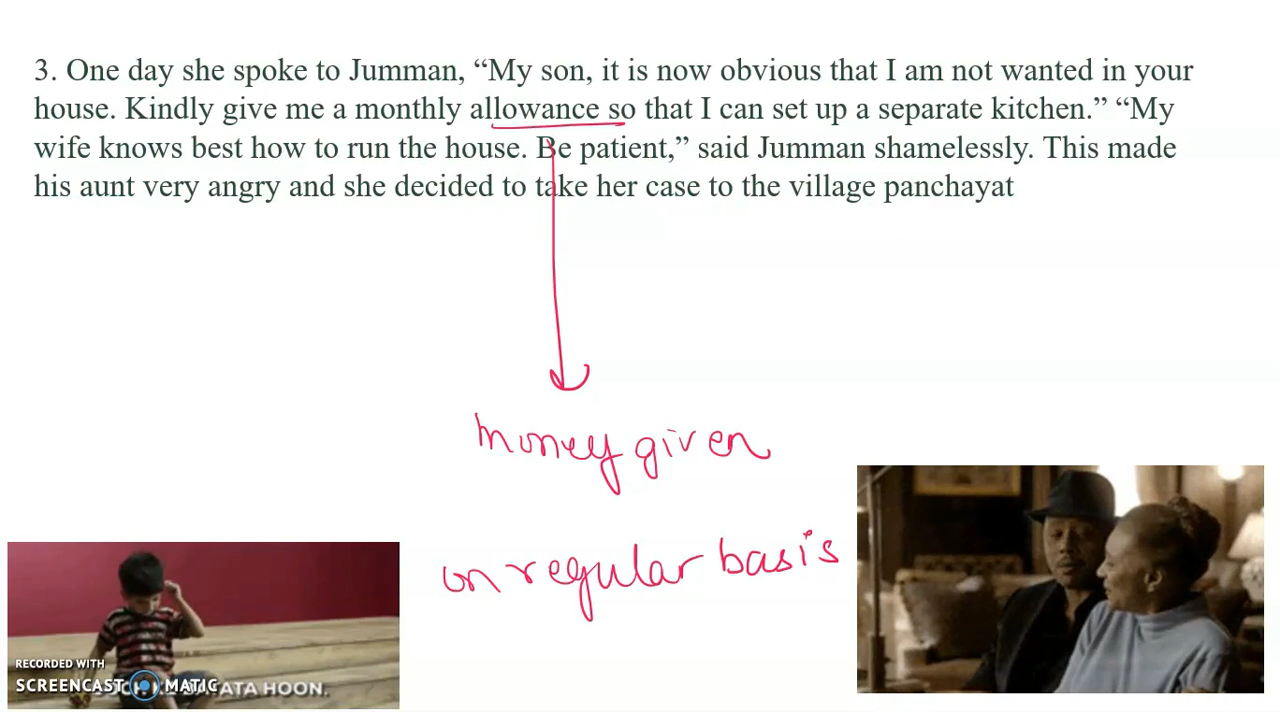 3. One day she spoke to Jumman, “My son, it is now obvious that I am not wanted in your
house. Kindly give me a monthly allowance so that I can set up a separate kitchen.” “My
wife knows best how to run the house. Be patient,” said Jumman shamelessly. This made
his aunt very angry and she decided to take her case to the village panchayat
money given
on regular basis
RECORDED WITH
SCREENCAST MATIC
HOON.